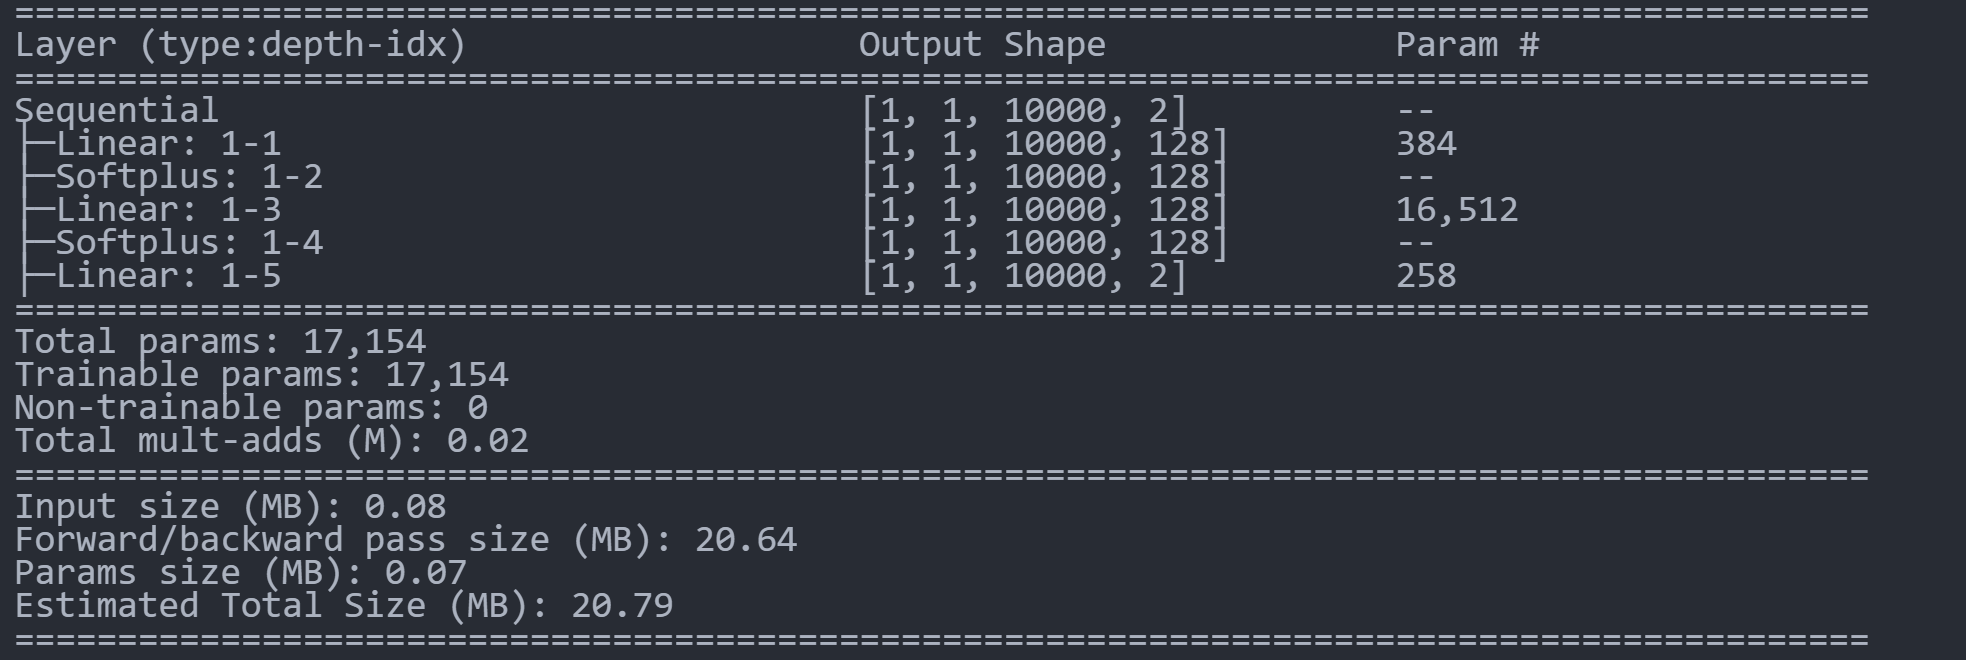 ==========================================================================================
Layer (type:depth-idx)                   Output Shape              Param #
==========================================================================================
Sequential                               [1, 1, 10000, 2]          --
├─Linear: 1-1                            [1, 1, 10000, 128]        384
├─Softplus: 1-2                          [1, 1, 10000, 128]        --
├─Linear: 1-3                            [1, 1, 10000, 128]        16,512
├─Softplus: 1-4                          [1, 1, 10000, 128]        --
├─Linear: 1-5                            [1, 1, 10000, 2]          258
==========================================================================================
Total params: 17,154
Trainable params: 17,154
Non-trainable params: 0
Total mult-adds (M): 0.02
==========================================================================================
Input size (MB): 0.08
Forward/backward pass size (MB): 20.64
Params size (MB): 0.07
Estimated Total Size (MB): 20.79
==========================================================================================